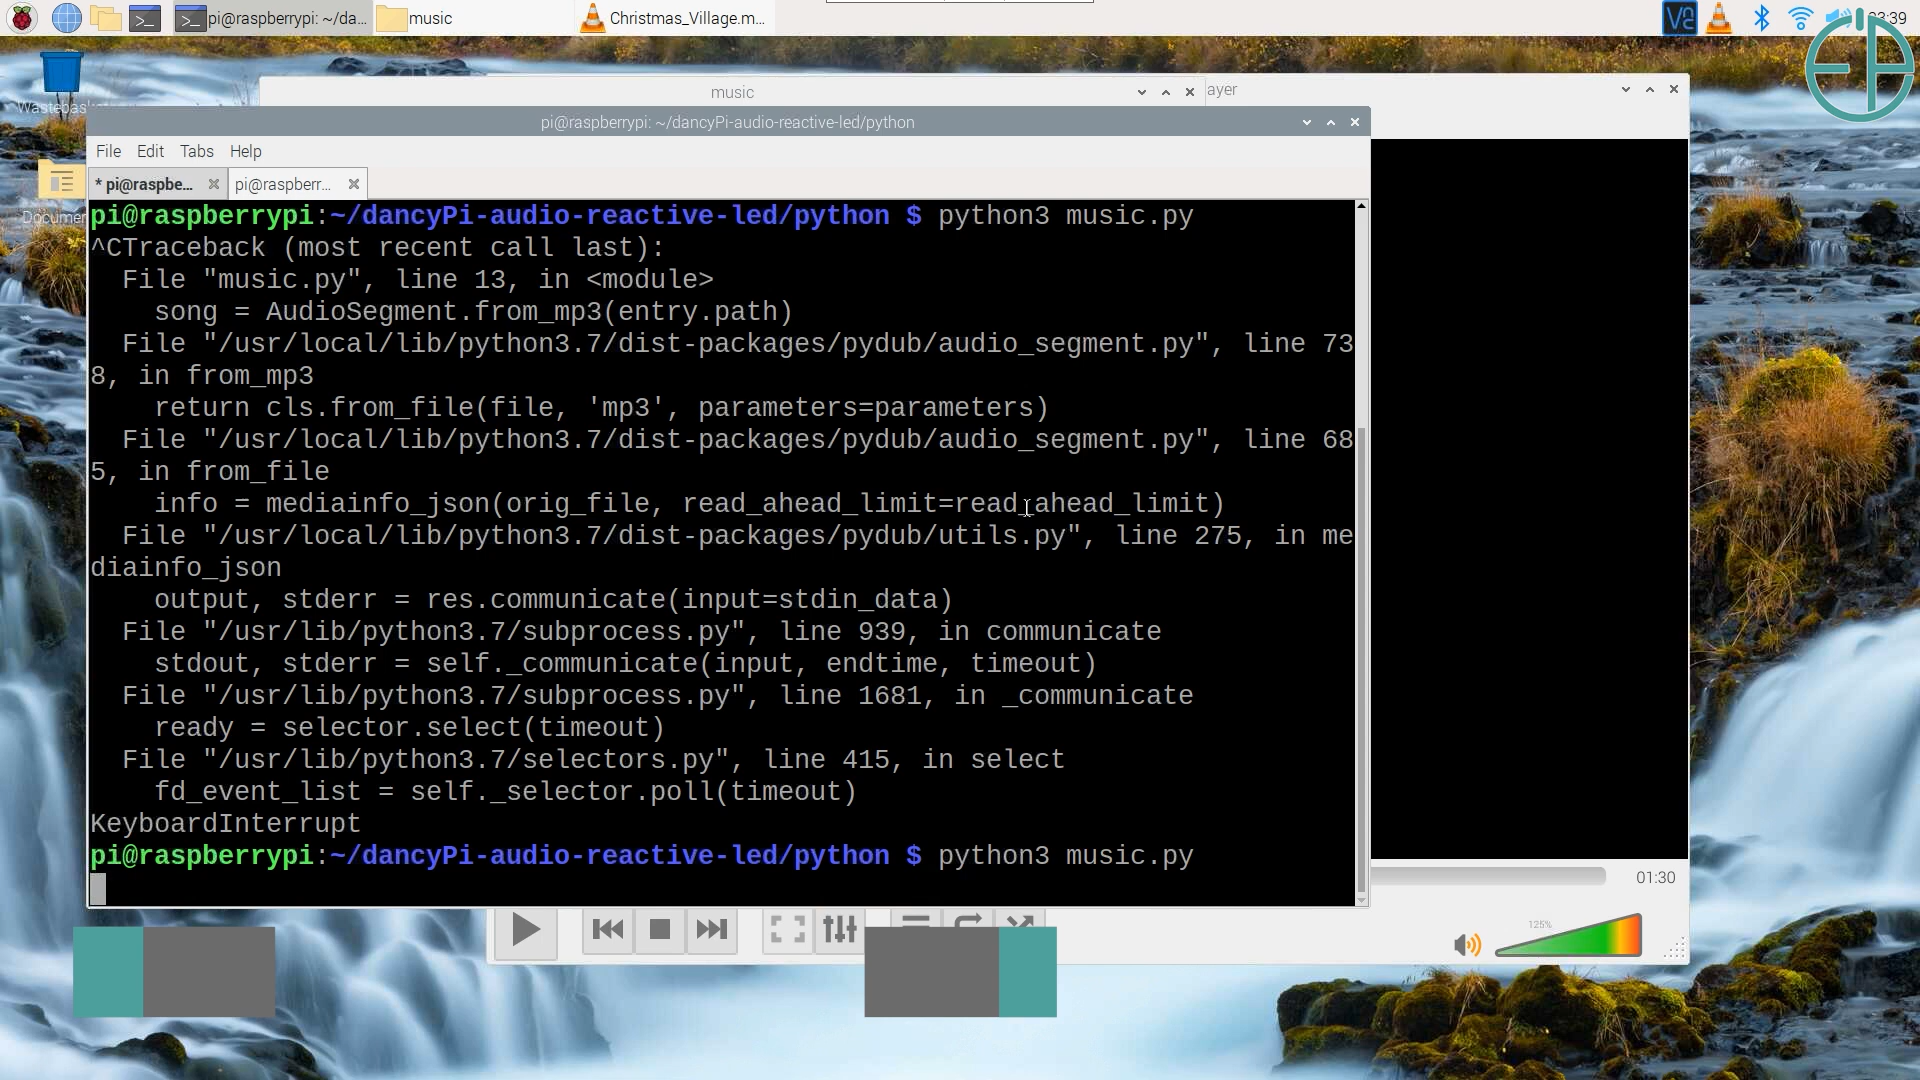 pi@raspberrypi: ~/da...
music
Christmas_Village.m...
music
ayer
pi@raspberrypi: ~/dancyPi-audio-reactive-led/python
File Edit Tabs Help
* pi@raspbe...
pi@raspberr...
pi@raspberrypi:~/dancyPi-audio-reactive-led/python $ python3 music.py
^CTraceback (most recent call last):
File "music.py", line 13, in <module>
song = AudioSegment.from_mp3(entry.path)
File "/usr/local/lib/python3.7/dist-packages/pydub/audio_segment.py", line 73
8, in from_mp3
return cls.from_file(file, 'mp3', parameters=parameters)
File "/usr/local/lib/python3.7/dist-packages/pydub/audio_segment.py", line 68
5, in from_file
info = mediainfo_json(orig_file, read_ahead_limit=read_ahead_limit)
File "/usr/local/lib/python3.7/dist-packages/pydub/utils.py", line 275, in me
diainfo_json
output, stderr = res.communicate(input=stdin_data)
File "/usr/lib/python3.7/subprocess.py", line 939, in communicate
stdout, stderr = self._communicate(input, endtime, timeout)
File "/usr/lib/python3.7/subprocess.py", line 1681, in _communicate
ready = selector.select(timeout)
File "/usr/lib/python3.7/selectors.py", line 415, in select
fd_event_list = self._selector.poll(timeout)
KeyboardInterrupt
pi@raspberrypi:~/dancyPi-audio-reactive-led/python $ python3 music.py
01:30
125%